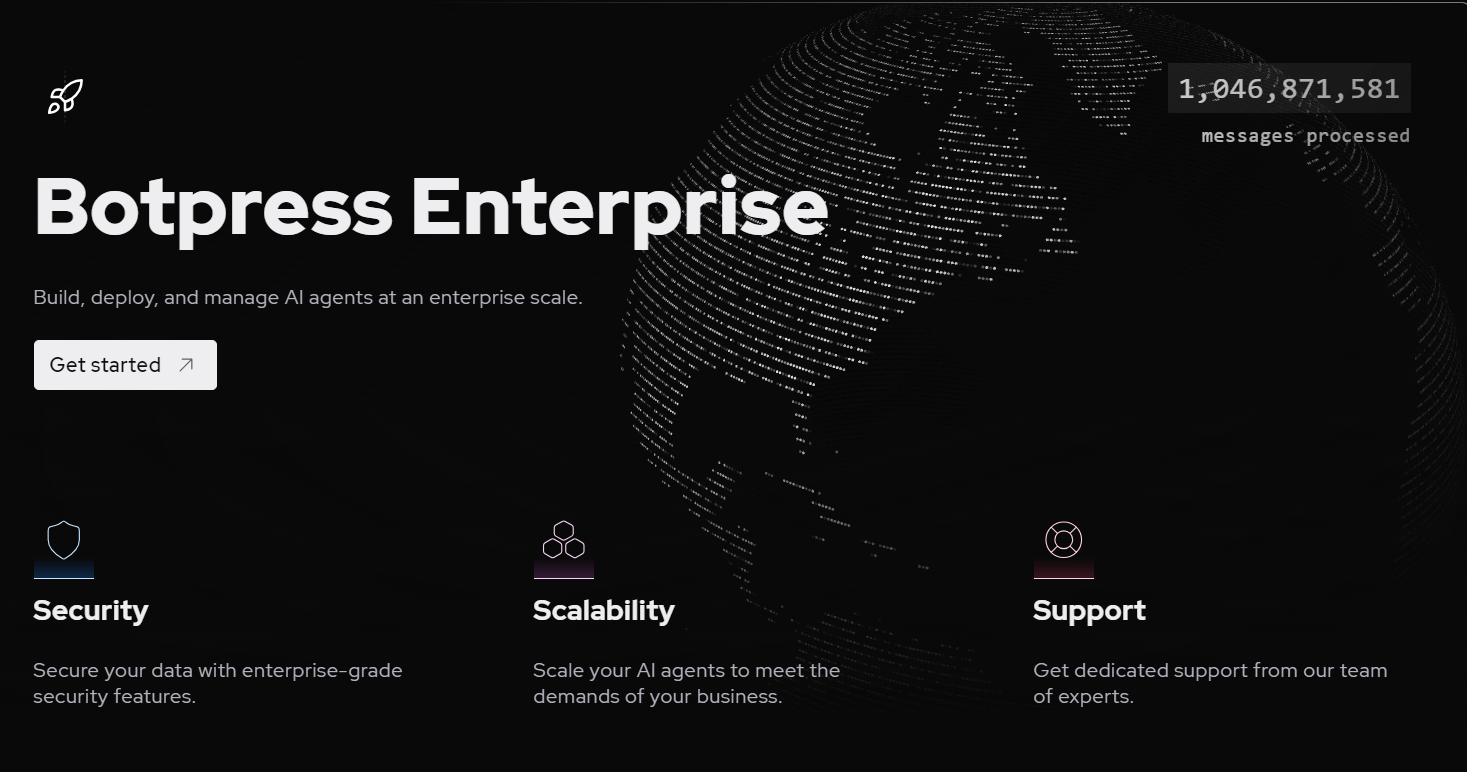 1,046,871,581
messages processed
Botpress Enterprise
Build, deploy, and manage AI agents at an enterprise scale.
Get started
Security
Secure your data with enterprise-grade
security features.
Scalability
Scale your AI agents to meet the
demands of your business.
Support
Get dedicated support from our team
of experts.